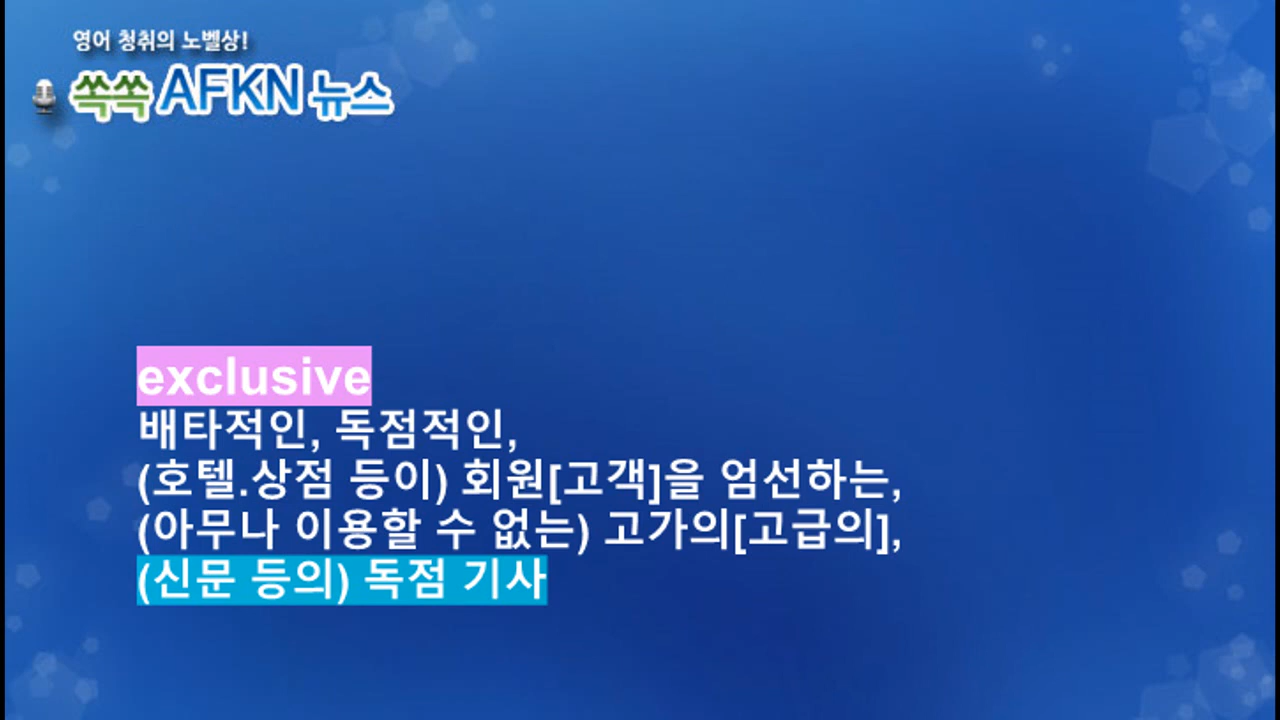 영어 청취의 노벨상!
쏙쏙 AFKN 뉴스
exclusive
배타적인, 독점적인,
(호텔.상점 등이) 회원[고객]을 엄선하는,
(아무나 이용할 수 없는) 고가의[고급의],
(신문 등의) 독점 기사